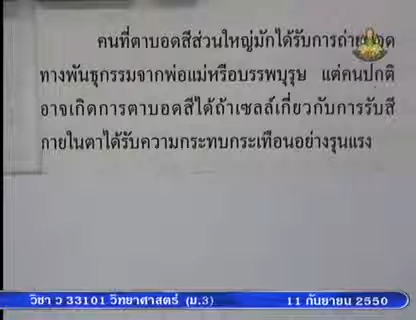 คนที่ตาบอดสีส่วนใหญ่มักได้รับการถ่ายทอด
ทางพันธุกรรมจากพ่อแม่หรือบรรพบุรุษ แต่คนปกติ
อาจเกิดการตาบอดสีได้ถ้าเซลล์เกี่ยวกับการรับสี
ภายในตาได้รับความกระทบกระเทือนอย่างรุนแรง
วิชา ว 33101 วิทยาศาสตร์ (ม.3) 11 กันยายน 2550